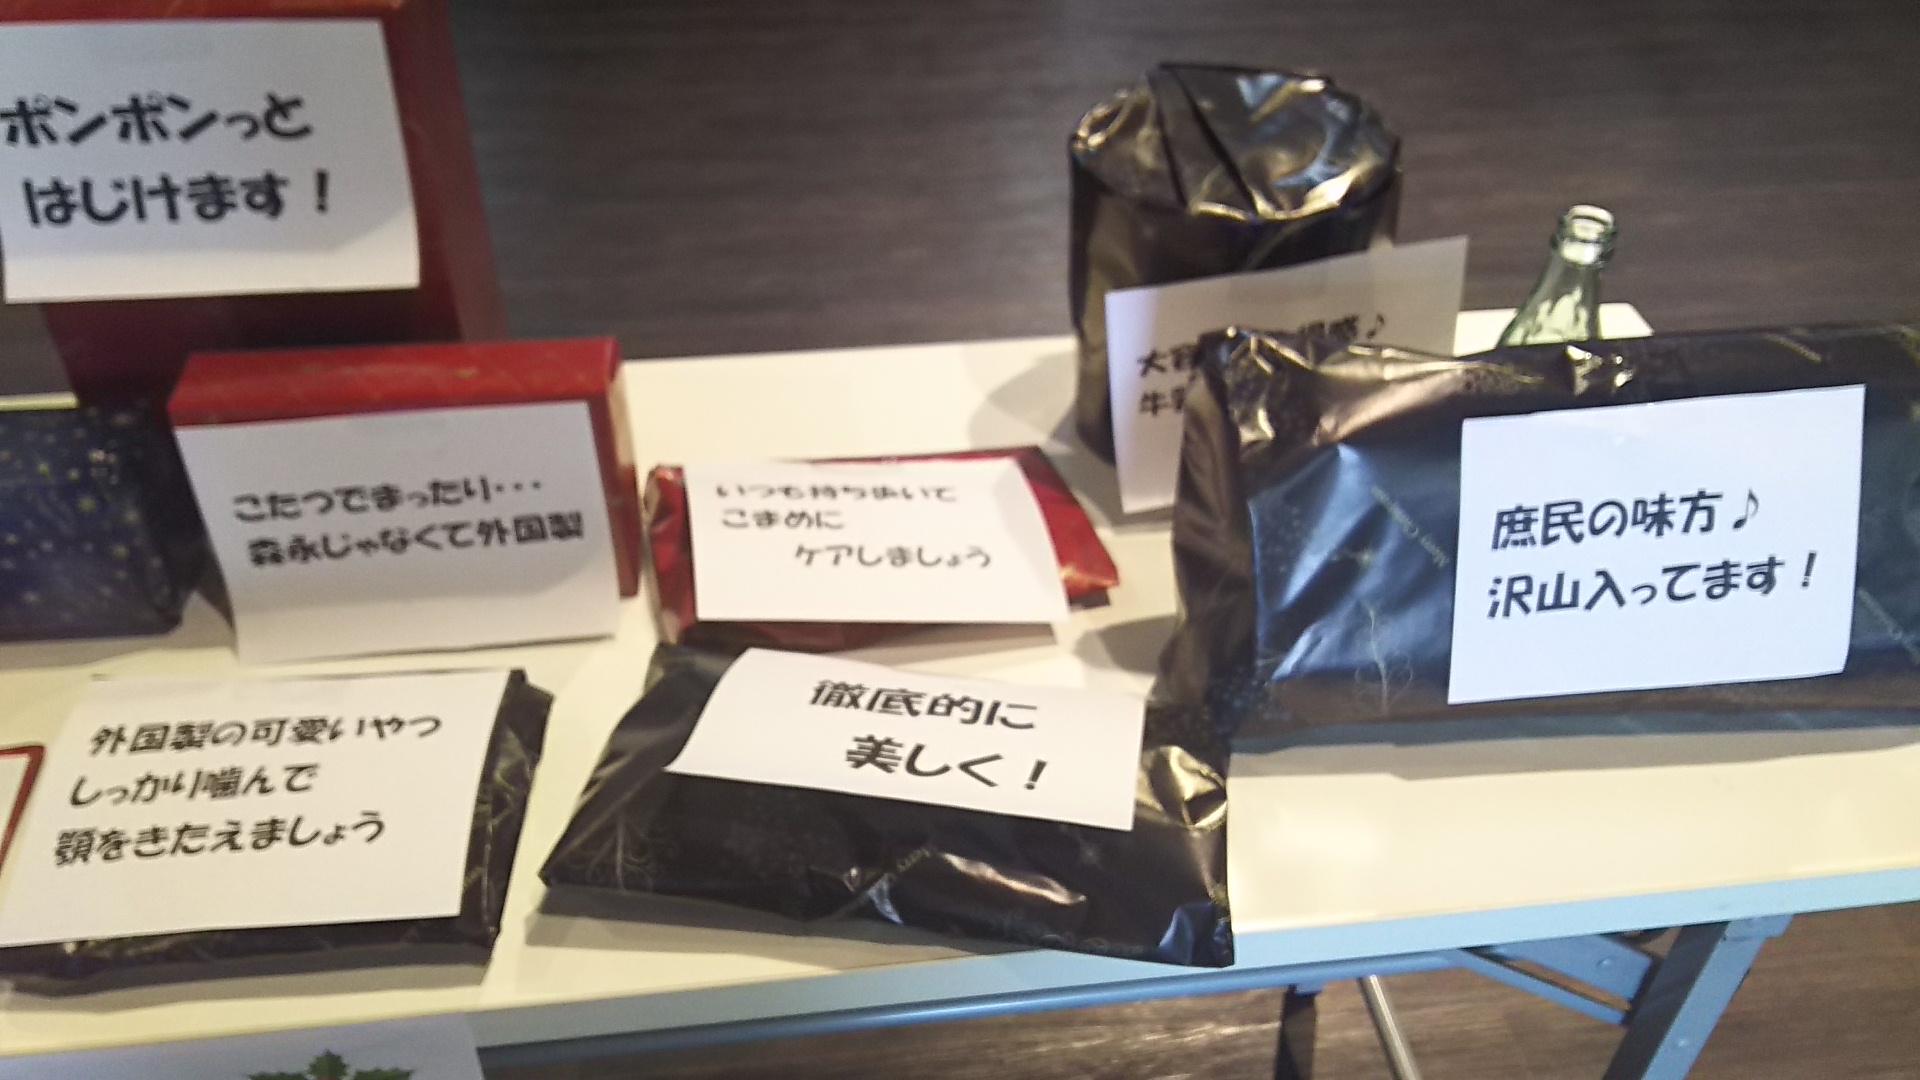 ポンポンっと
はじけます！
こたつでまったり・・・
森永じゃなくて外国製
いつも持ち歩いて
こまめに
ケアしましょう
大容
牛
庶民の味方♪
沢山入ってます！
外国製の可愛いやつ
しっかり噛んで
顎をきたえましょう
徹底的に
美しく！
Merry